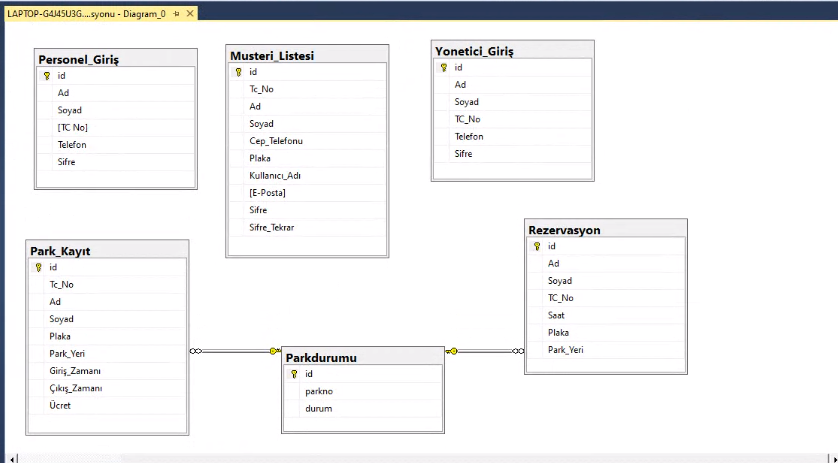 LAPTOP-G4J45U3G....syonu - Diagram_0
Personel_Giriş
id
Ad
Soyad
[TC No]
Telefon
Sifre
Musteri_Listesi
id
Tc_No
Ad
Soyad
Cep_Telefonu
Plaka
Kullanıcı_Adı
[E-Posta]
Sifre
Sifre_Tekrar
Yonetici_Giriş
id
Ad
Soyad
TC_No
Telefon
Sifre
Park_Kayıt
id
Tc_No
Ad
Soyad
Plaka
Park_Yeri
Giriş_Zamanı
Çıkış_Zamanı
Ücret
Parkdurumu
id
parkno
durum
Rezervasyon
id
Ad
Soyad
TC_No
Saat
Plaka
Park_Yeri